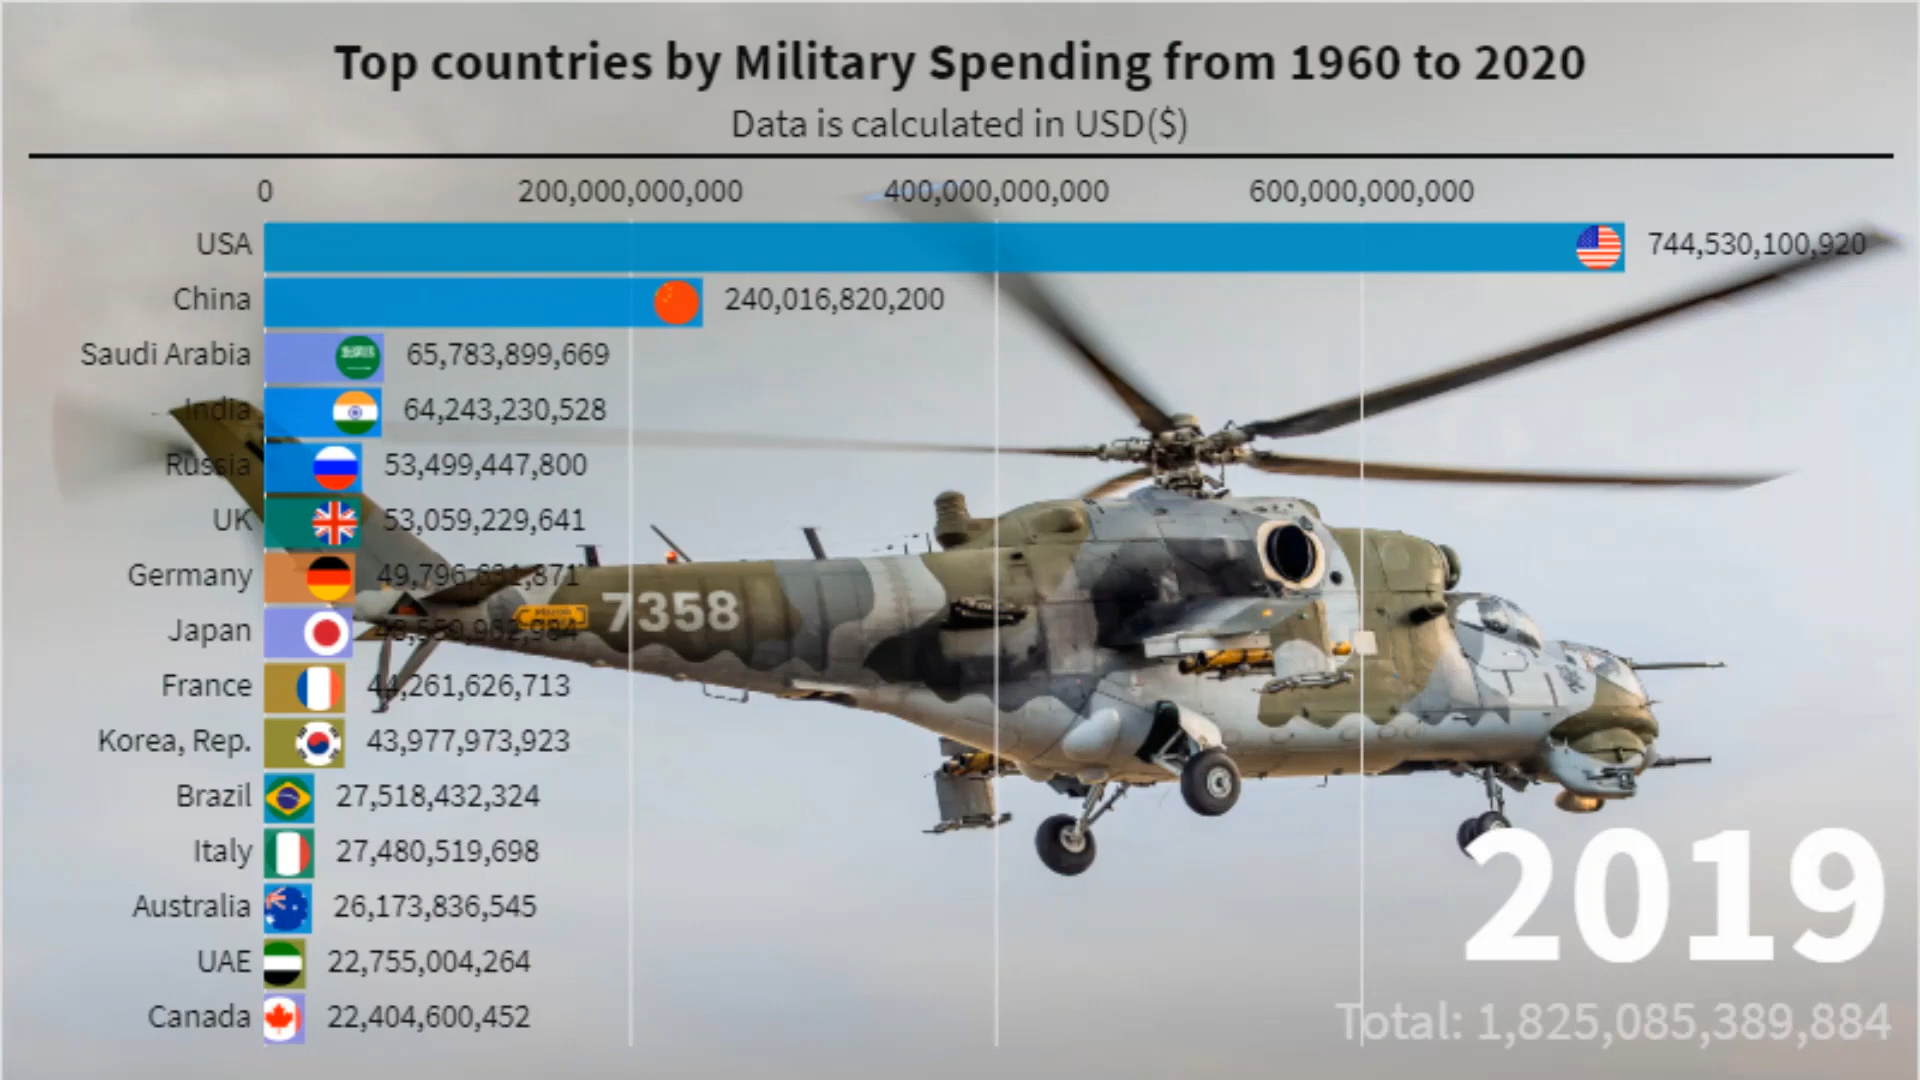 Top countries by Military Spending from 1960 to 2020
Data is calculated in USD($)
0 200,000,000,000 400,000,000,000 600,000,000,000
USA 744,530,100,920
China 240,016,820,200
Saudi Arabia 65,783,899,669
India 64,243,230,528
Russia 53,499,447,800
UK 53,059,229,641
Germany
Japan
7358
France 44,261,626,713
Korea, Rep. 43,977,973,923
Brazil 27,518,432,324
Italy 27,480,519,698
Australia 26,173,836,545
UAE 22,755,004,264
Canada 22,404,600,452
2019
Total: 1,825,085,389,884